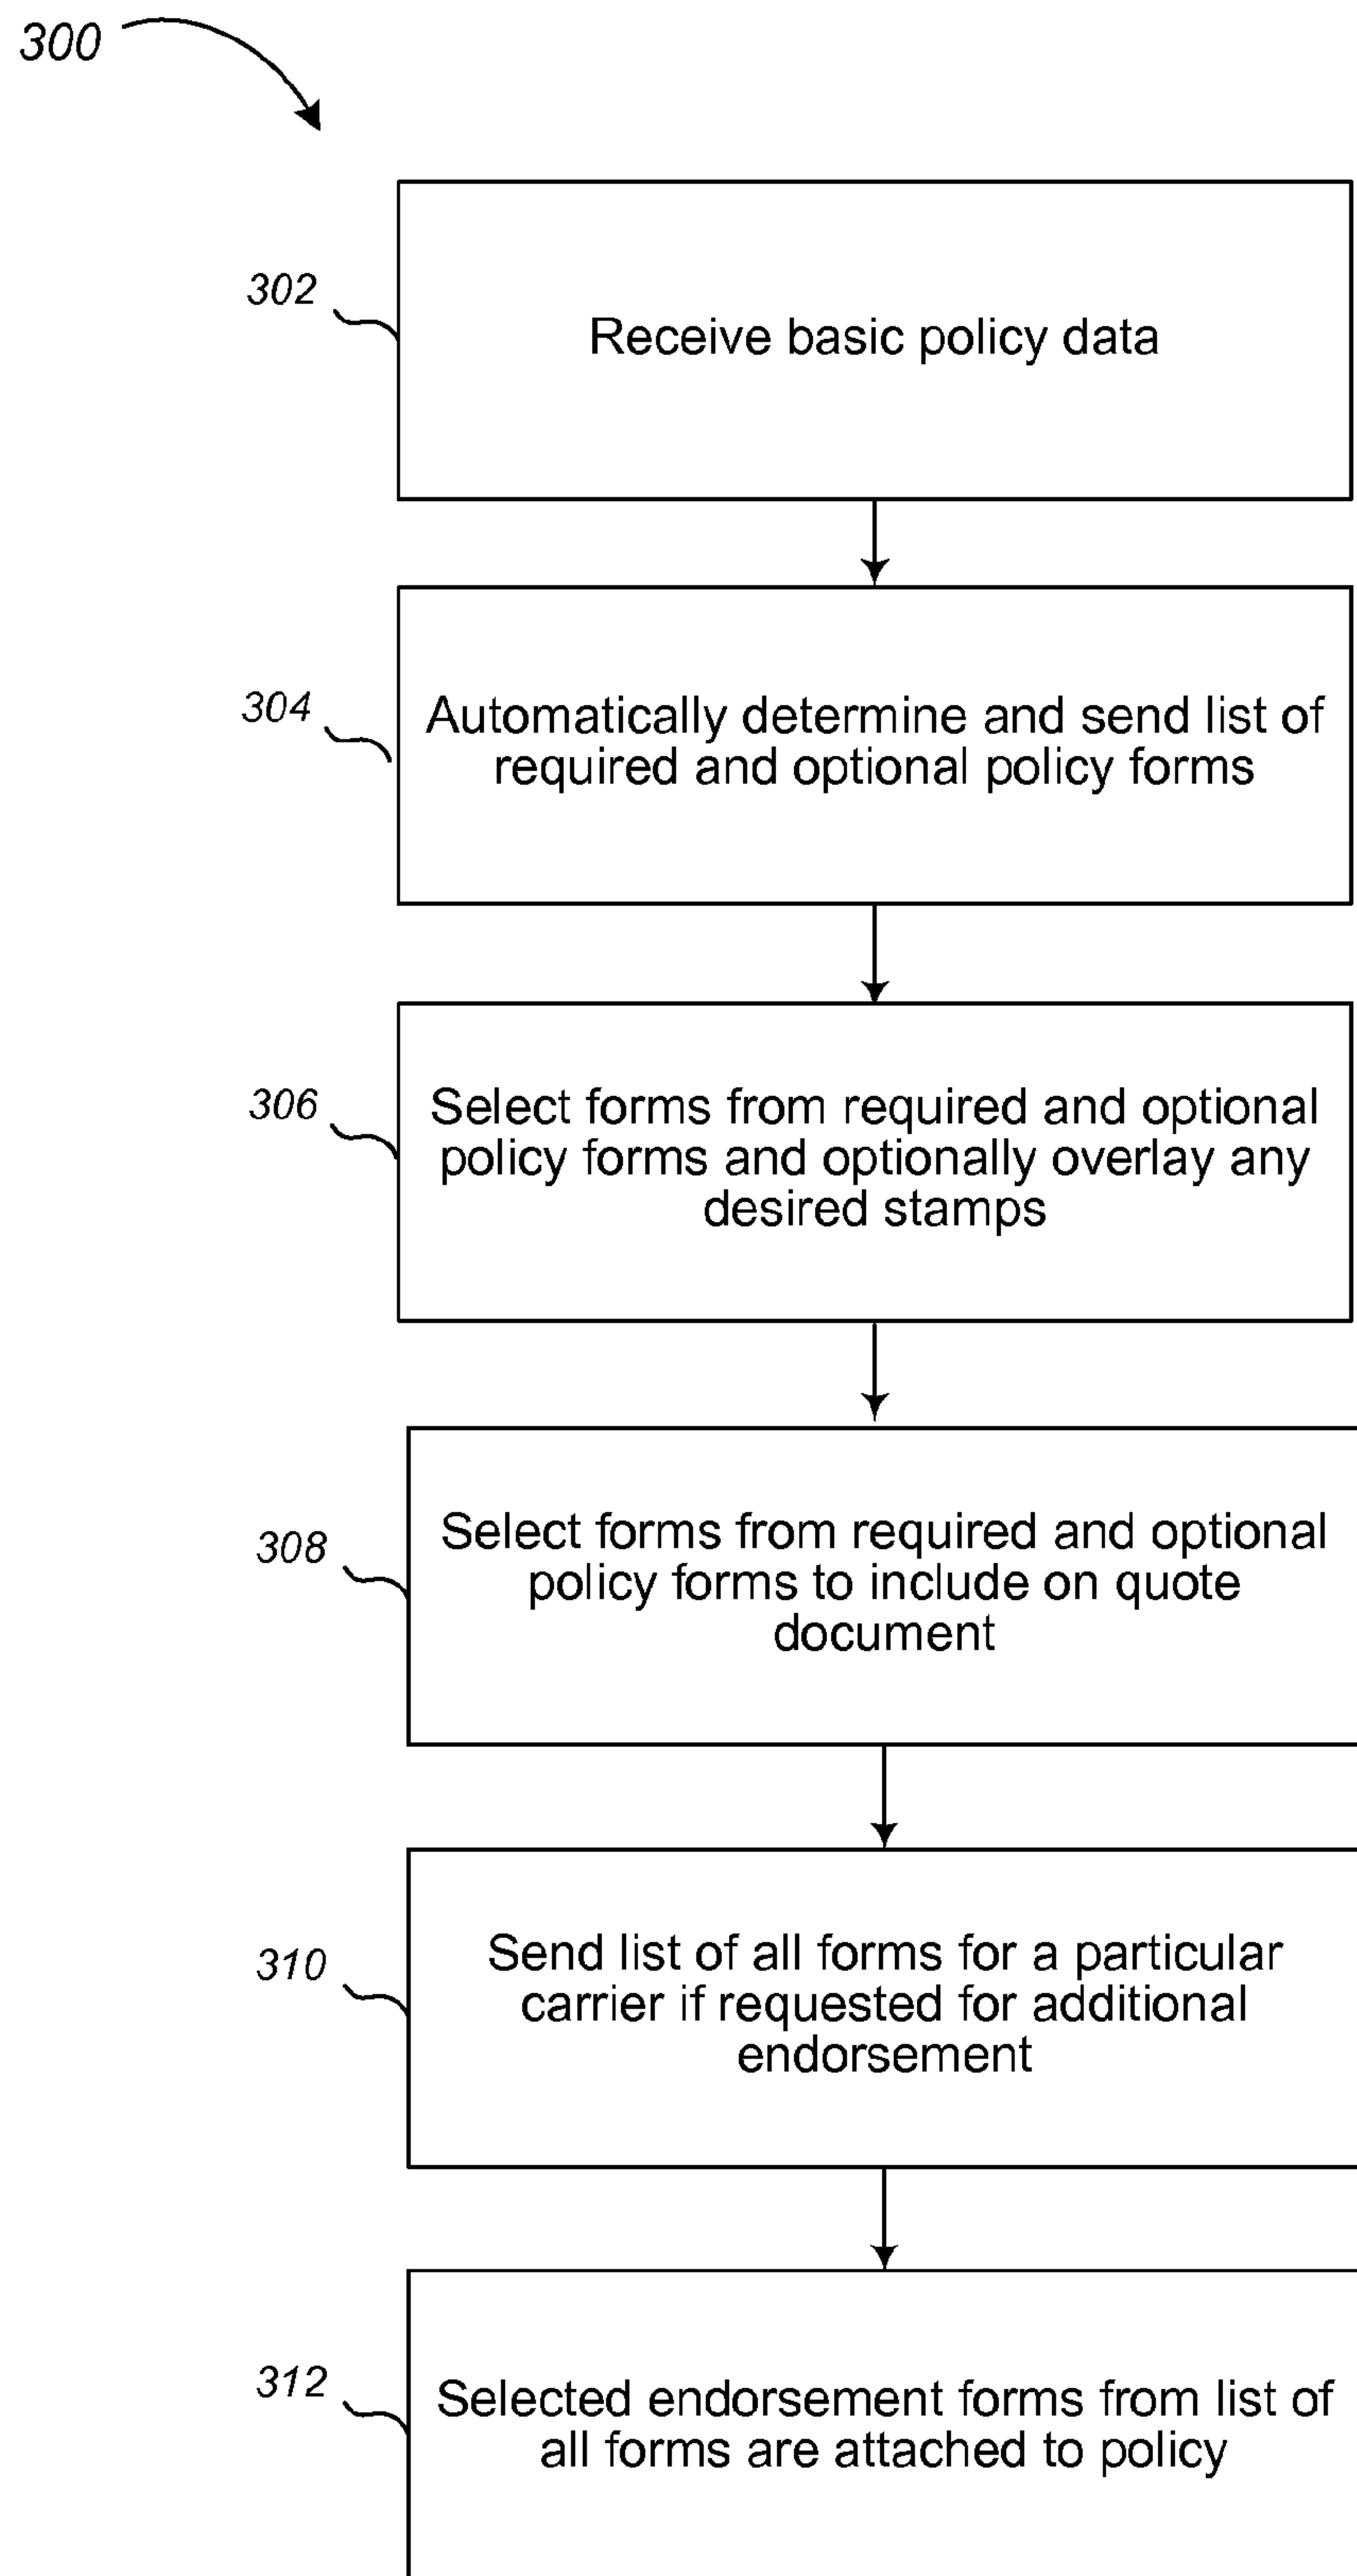 300
302
Receive basic policy data
304
Automatically determine and send list of
required and optional policy forms
306
Select forms from required and optional
policy forms and optionally overlay any
desired stamps
308
Select forms from required and optional
policy forms to include on quote
document
310
Send list of all forms for a particular
carrier if requested for additional
endorsement
312
Selected endorsement forms from list of
all forms are attached to policy